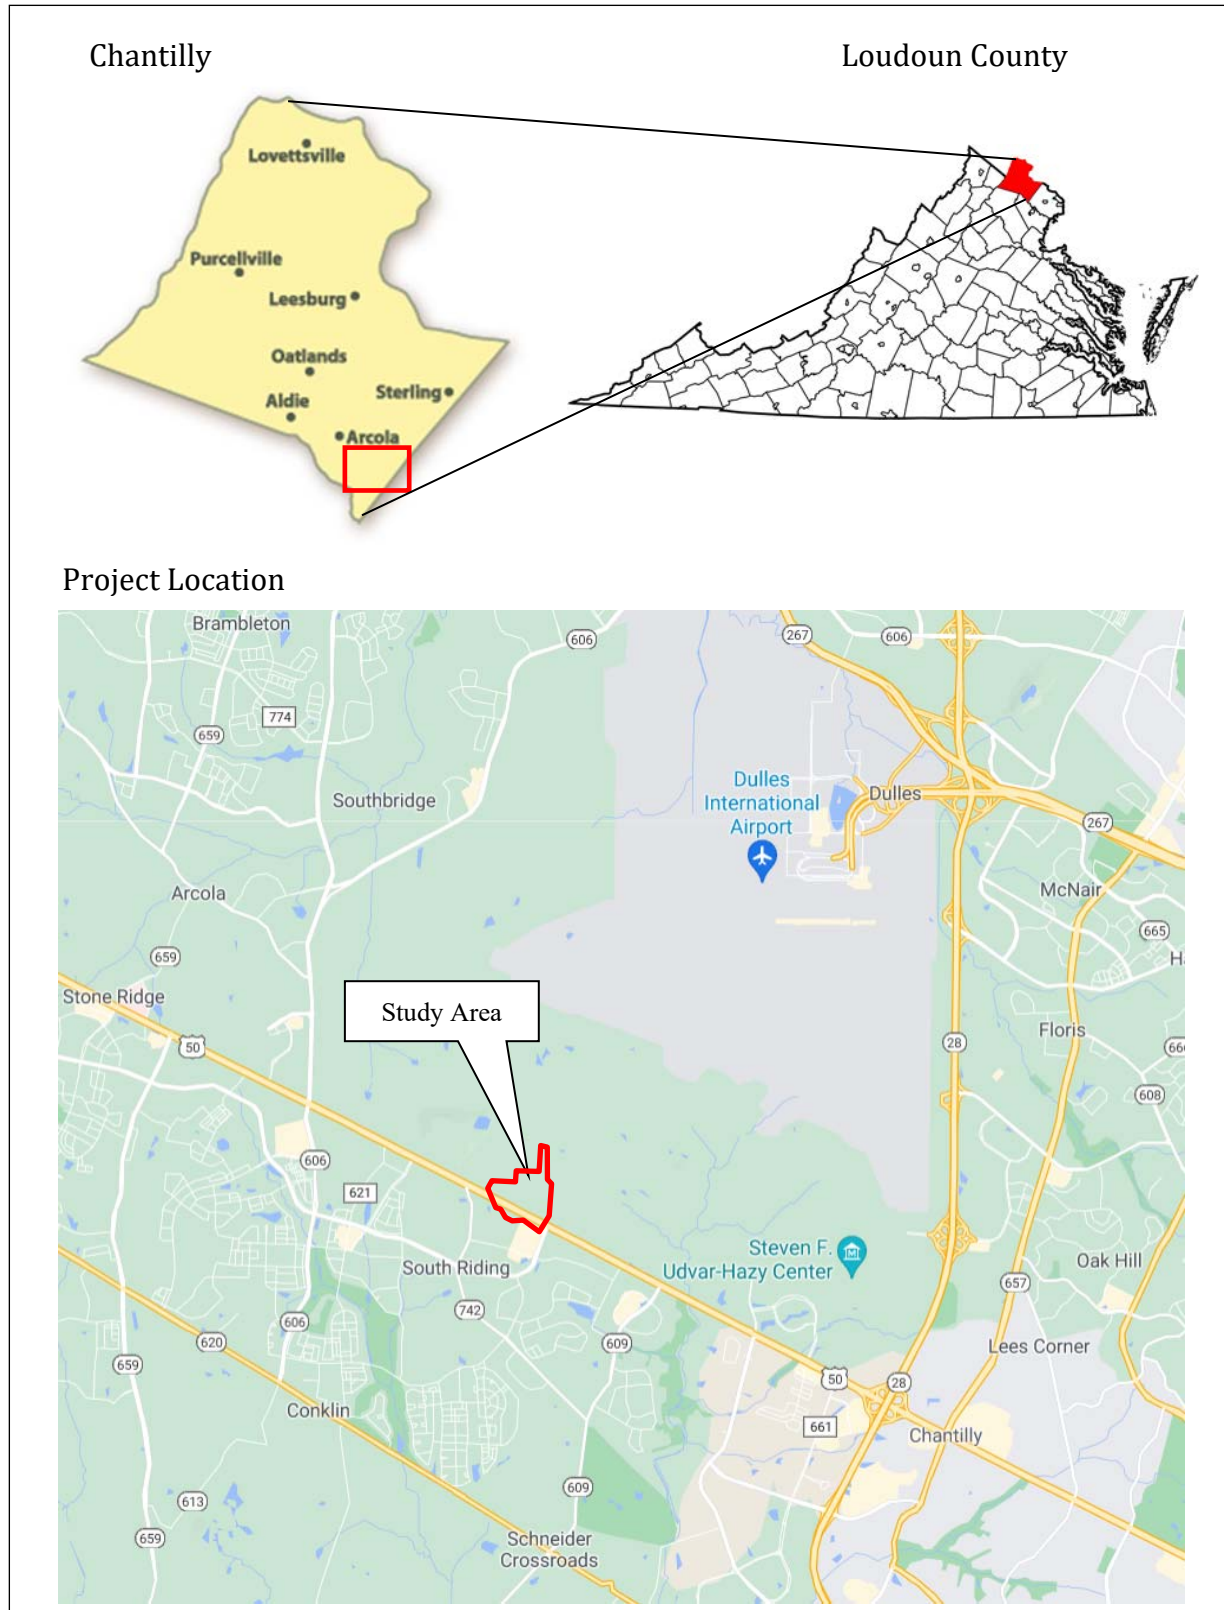 Chantilly
Loudoun County
Lovettsville
Purcellville
Leesburg
Oatlands
Sterling
Aldie
Arcola
Project Location
Brambleton
606
267
606
774
659
Southbridge
Dulles
International
Airport
Dulles
267
Arcola
McNair
665
659
Stone Ridge
Study Area
50
28
Floris
608
606
621
Steven F.
Udvar-Hazy Center
Oak Hill
South Riding
657
742
606
620
609
Lees Corner
659
50
28
Conklin
661
Chantilly
609
613
659
Schneider
Crossroads